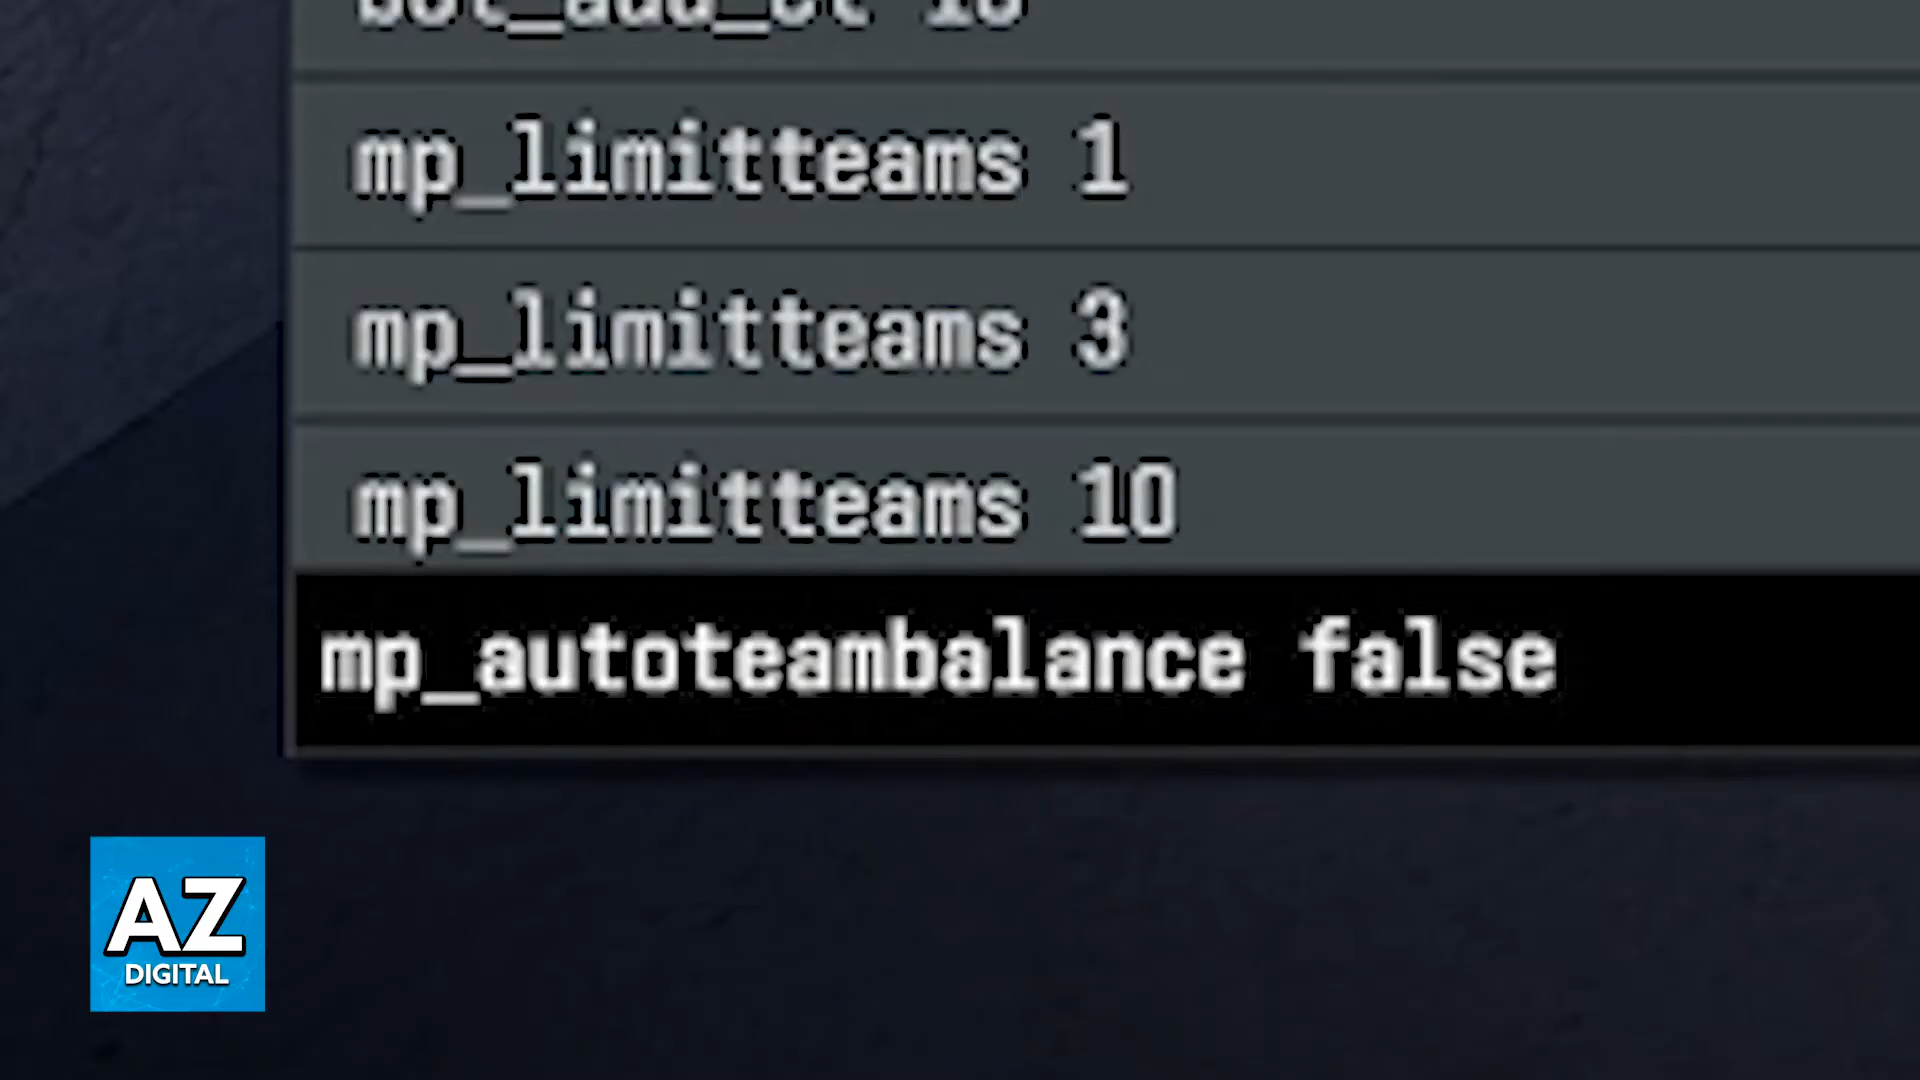 mp_limitteams 1
mp_limitteams 3
mp_limitteams 10
mp_autoteambalance false
AZ
DIGITAL